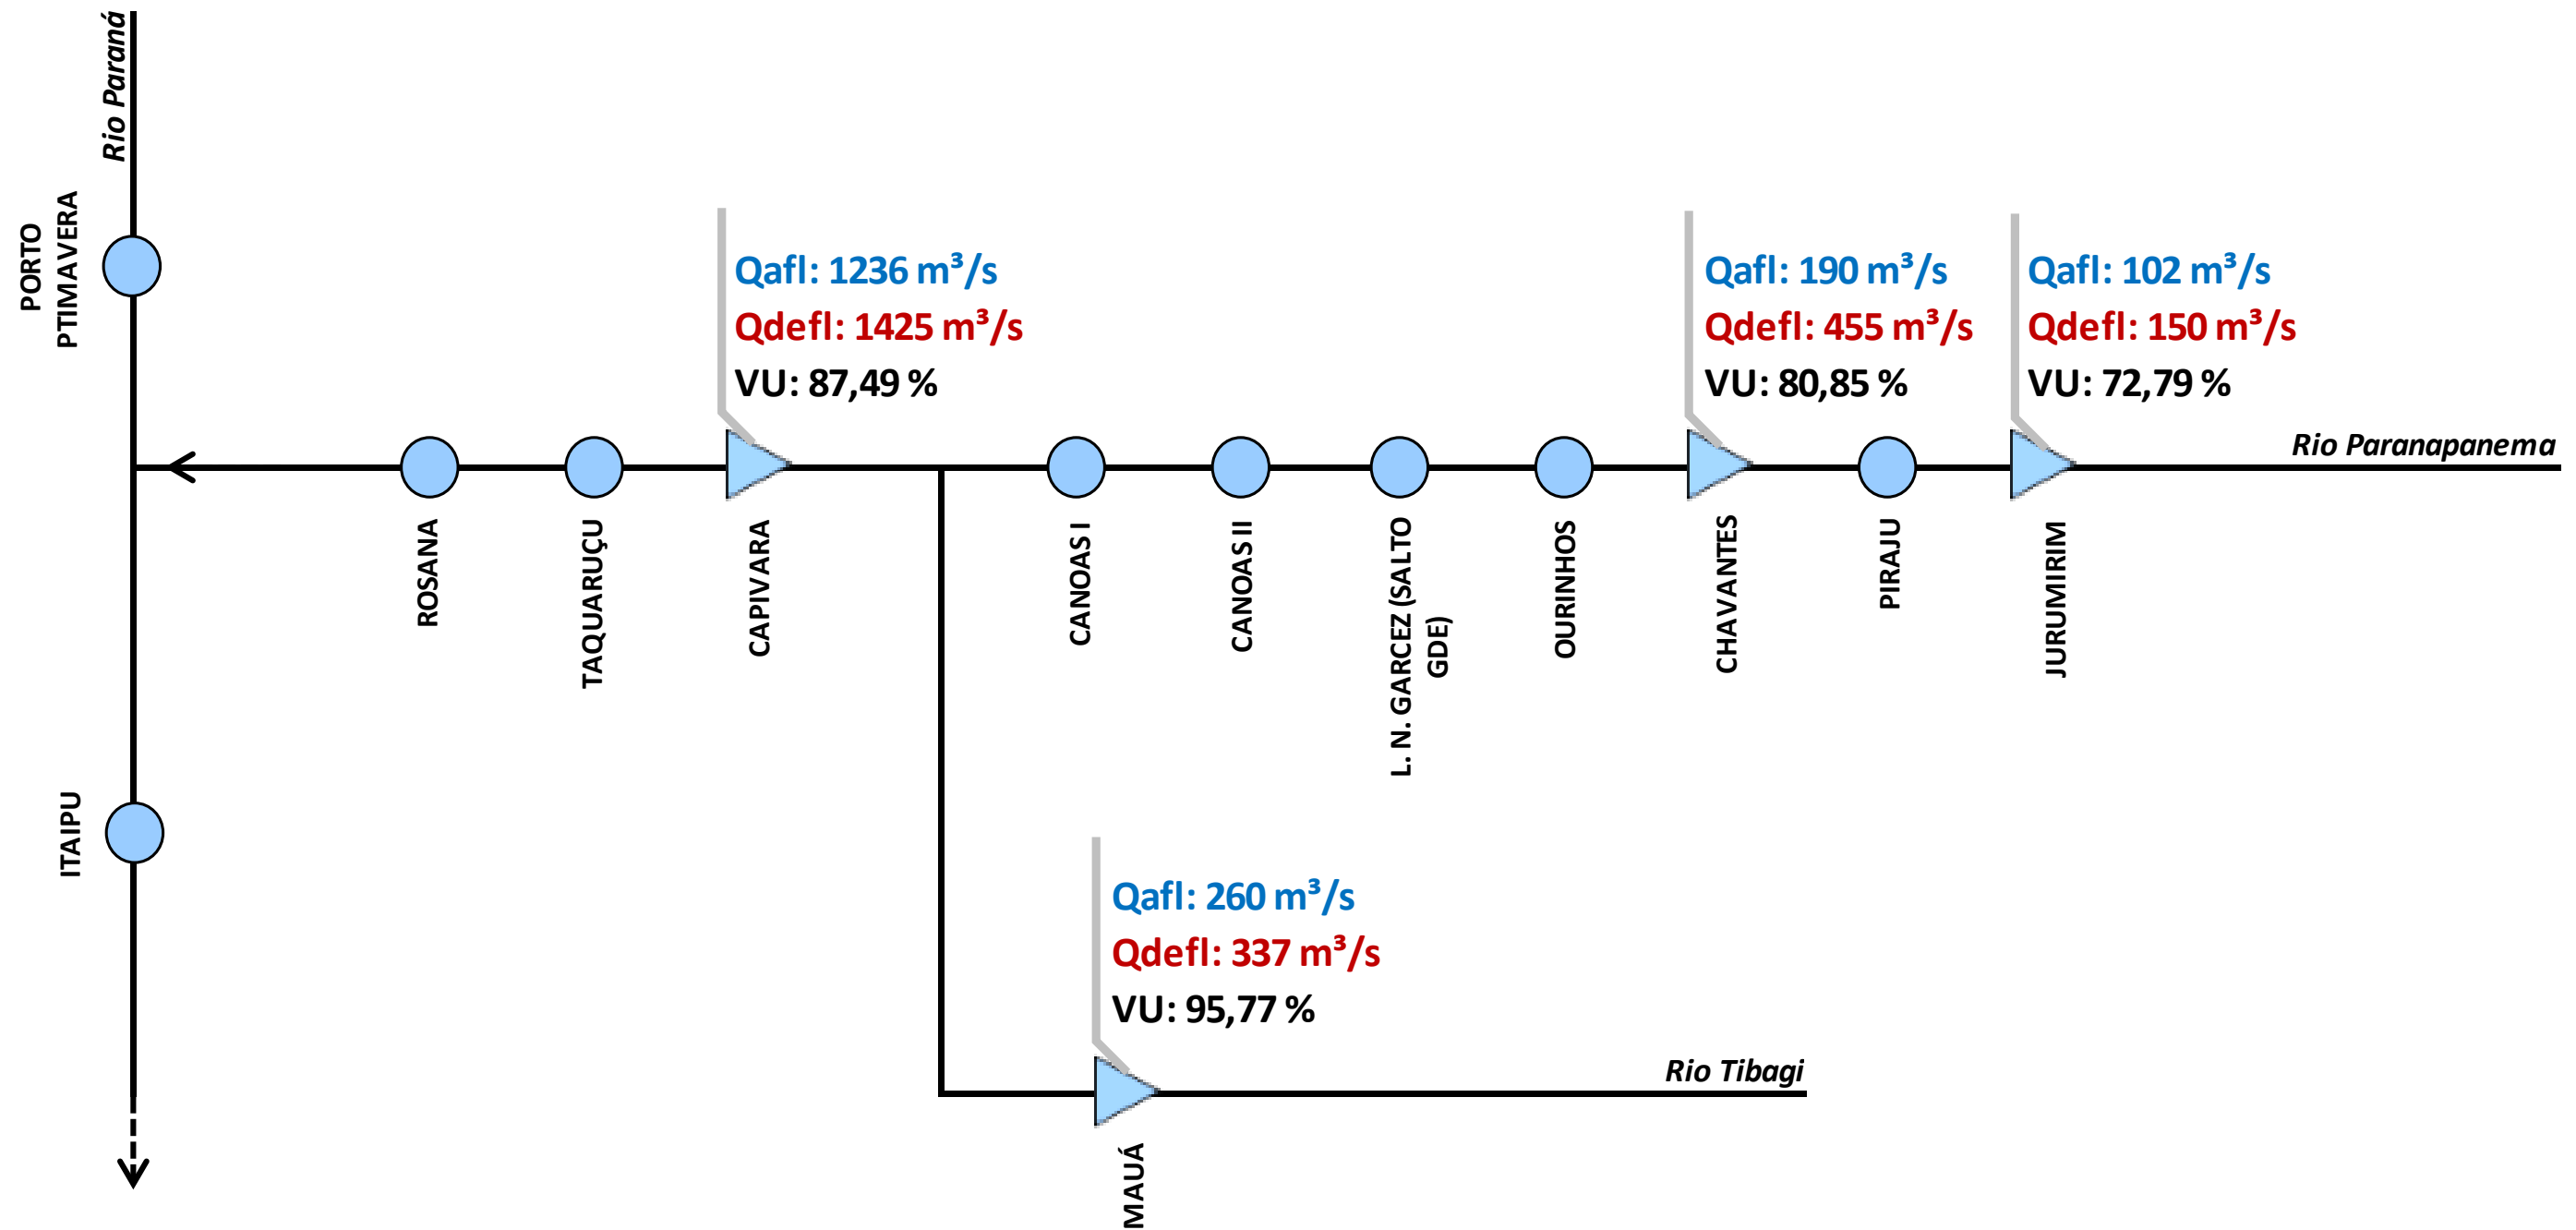 Rio Paraná
PORTO
PTIMAVERA
Qafl: 1236 m³/s
Qdefl: 1425 m³/s
VU: 87,49 %
Qafl: 190 m³/s
Qdefl: 455 m³/s
VU: 80,85 %
Qafl: 102 m³/s
Qdefl: 150 m³/s
VU: 72,79 %
Rio Paranapanema
ROSANA
TAQUARUÇU
CAPIVARA
CANOAS I
CANOAS II
L. N. GARCEZ (SALTO
GDE)
OURINHOS
CHAVANTES
PIRAJU
JURUMIRIM
ITAIPU
Qafl: 260 m³/s
Qdefl: 337 m³/s
VU: 95,77 %
Rio Tibagi
MAUÁ